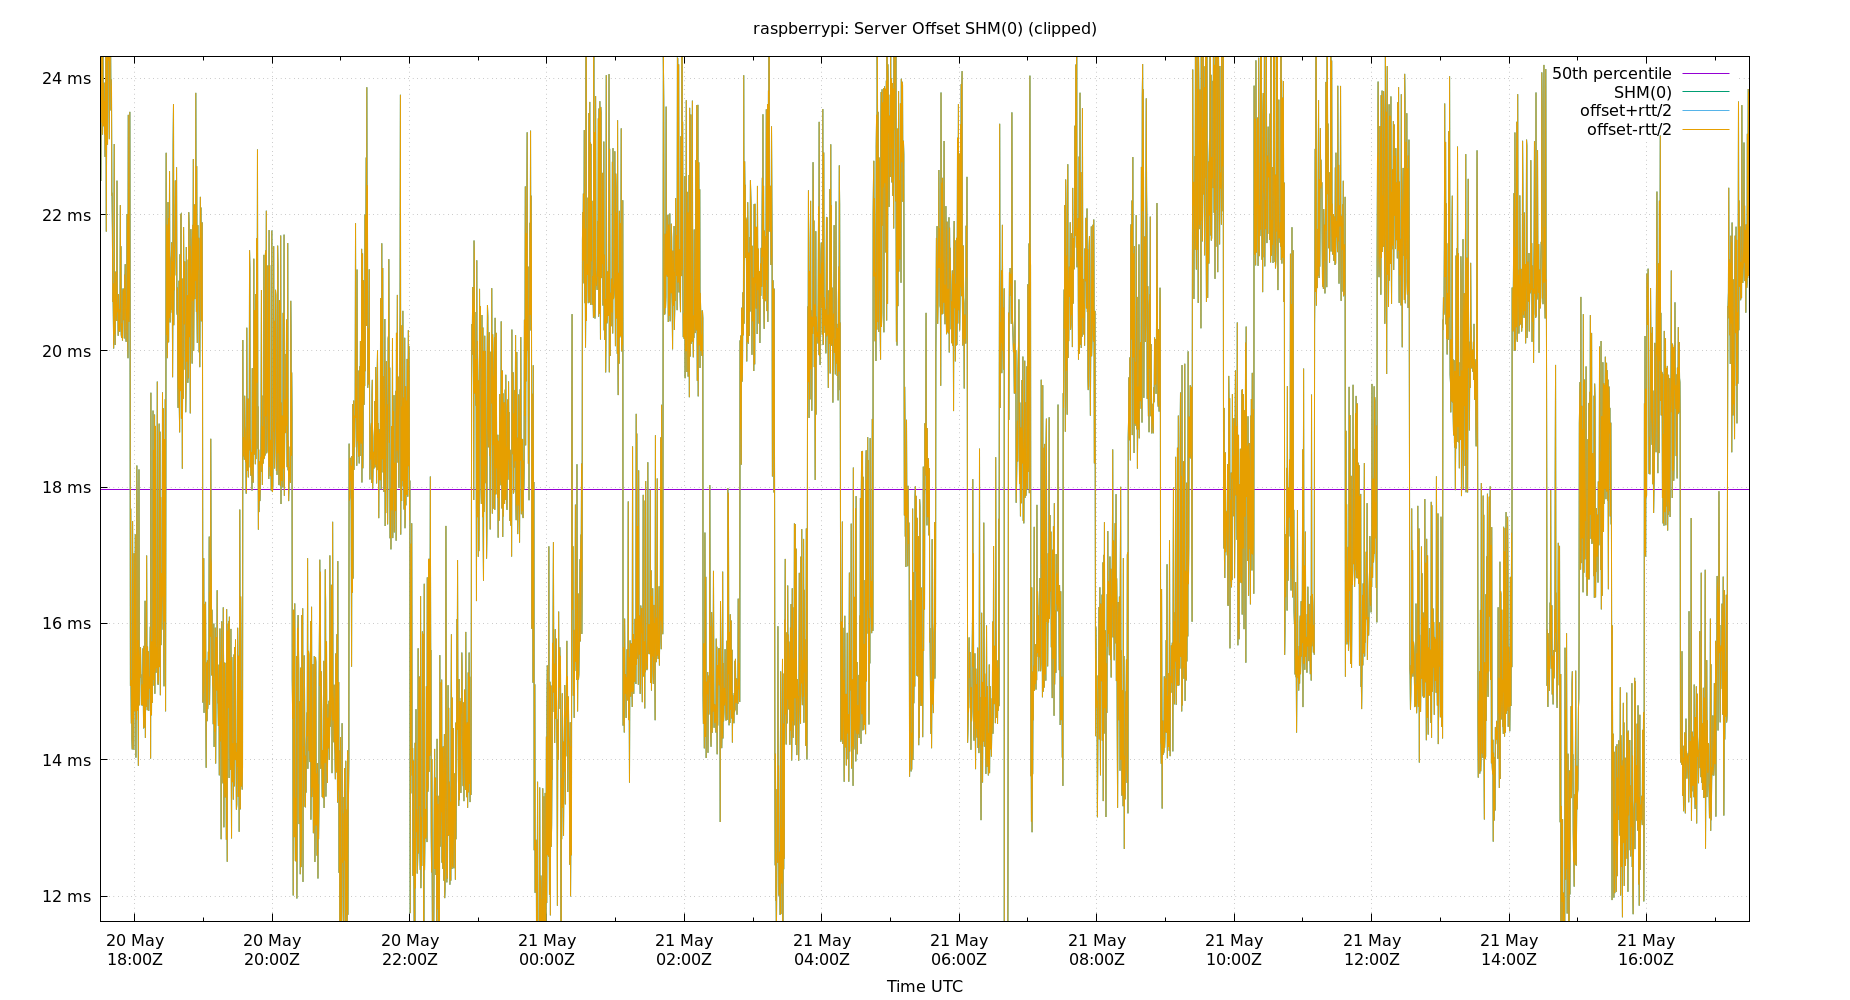 raspberrypi: Server Offset SHM(0) (clipped)
50th percentile
SHM(0)
offset+rtt/2
offset-rtt/2
24 ms
22 ms
20 ms
18 ms
16 ms
14 ms
12 ms
20 May 20 May 20 May 21 May 21 May 21 May 21 May 21 May 21 May 21 May 21 May 21 May
18:00Z 20:00Z 22:00Z 00:00Z 02:00Z 04:00Z 06:00Z 08:00Z 10:00Z 12:00Z 14:00Z 16:00Z
Time UTC